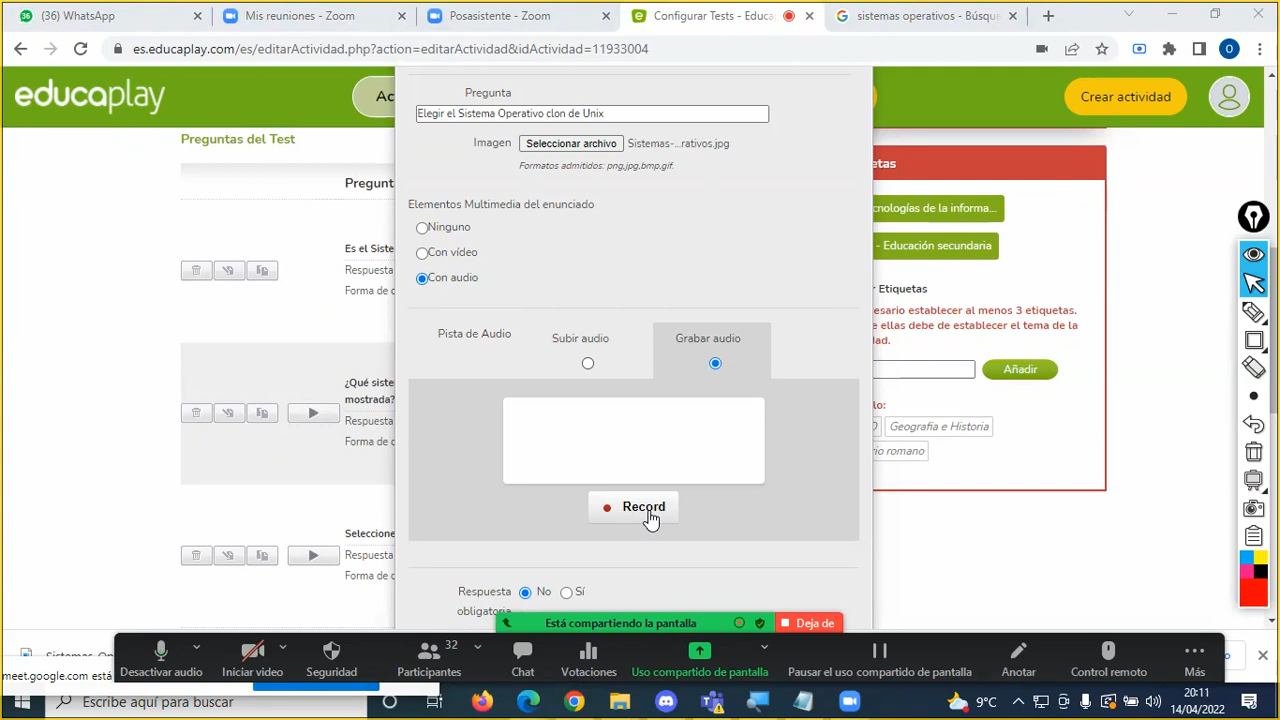 (36) WhatsApp
Mis reuniones - Zoom
Posasistente - Zoom
Configurar Tests - Educap
sistemas operativos - Búsqu
es.educaplay.com/es/editarActividad.php?action=editarActividad&idActividad=11933004
O
educaplay
Ac
Crear actividad
Preguntas del Test
Pregunta
Elegir el Sistema Operativo clon de Unix
Imagen
Seleccionar archivo
Sistemas-...rativos.jpg
Formatos admitidos: png,jpg,bmp,gif.
Elementos Multimedia del enunciado
Ninguno
Con vídeo
Con audio
Pista de Audio
Subir audio
Grabar audio
Record
Respuesta
obligatoria
No
Sí
Pregunt
Es el Siste
Respuesta
Forma de c
¿Qué siste
mostrada?
Respuesta
Forma de c
Seleccione
Respuesta
Forma de c
etas
cnologías de la informa...
- Educación secundaria
r Etiquetas
esario establecer al menos 3 etiquetas.
e ellas debe de establecer el tema de la
dad.
Añadir
lo:
O
Geografia e Historia
rio romano
Está compartiendo la pantalla
Deja de
Sistemas_Op
meet.google.com est
Desactivar audio
Iniciar video
Seguridad
32
Participantes
Chat
Votaciones
Uso compartido de pantalla
Pausar el uso compartido de pantalla
Anotar
Control remoto
Más
Escribe aquí para buscar
9°C
20:11
14/04/2022